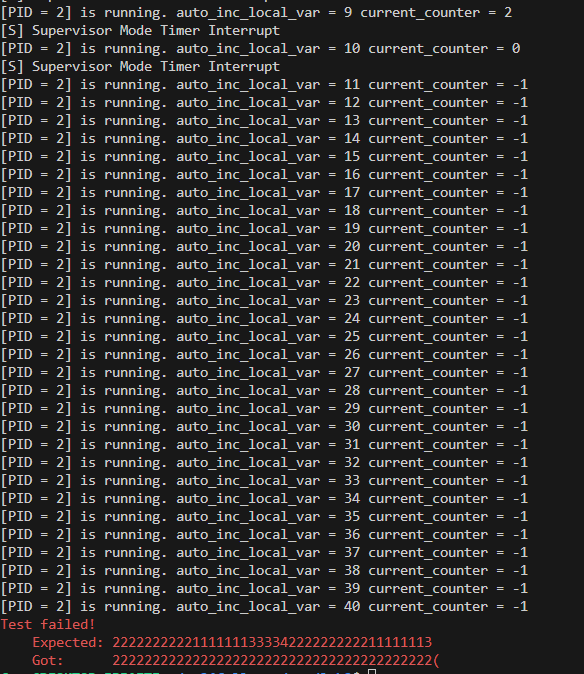 [PID = 2] is running. auto_inc_local_var = 9 current_counter = 2
[S] Supervisor Mode Timer Interrupt
[PID = 2] is running. auto_inc_local_var = 10 current_counter = 0
[S] Supervisor Mode Timer Interrupt
[PID = 2] is running. auto_inc_local_var = 11 current_counter = -1
[PID = 2] is running. auto_inc_local_var = 12 current_counter = -1
[PID = 2] is running. auto_inc_local_var = 13 current_counter = -1
[PID = 2] is running. auto_inc_local_var = 14 current_counter = -1
[PID = 2] is running. auto_inc_local_var = 15 current_counter = -1
[PID = 2] is running. auto_inc_local_var = 16 current_counter = -1
[PID = 2] is running. auto_inc_local_var = 17 current_counter = -1
[PID = 2] is running. auto_inc_local_var = 18 current_counter = -1
[PID = 2] is running. auto_inc_local_var = 19 current_counter = -1
[PID = 2] is running. auto_inc_local_var = 20 current_counter = -1
[PID = 2] is running. auto_inc_local_var = 21 current_counter = -1
[PID = 2] is running. auto_inc_local_var = 22 current_counter = -1
[PID = 2] is running. auto_inc_local_var = 23 current_counter = -1
[PID = 2] is running. auto_inc_local_var = 24 current_counter = -1
[PID = 2] is running. auto_inc_local_var = 25 current_counter = -1
[PID = 2] is running. auto_inc_local_var = 26 current_counter = -1
[PID = 2] is running. auto_inc_local_var = 27 current_counter = -1
[PID = 2] is running. auto_inc_local_var = 28 current_counter = -1
[PID = 2] is running. auto_inc_local_var = 29 current_counter = -1
[PID = 2] is running. auto_inc_local_var = 30 current_counter = -1
[PID = 2] is running. auto_inc_local_var = 31 current_counter = -1
[PID = 2] is running. auto_inc_local_var = 32 current_counter = -1
[PID = 2] is running. auto_inc_local_var = 33 current_counter = -1
[PID = 2] is running. auto_inc_local_var = 34 current_counter = -1
[PID = 2] is running. auto_inc_local_var = 35 current_counter = -1
[PID = 2] is running. auto_inc_local_var = 36 current_counter = -1
[PID = 2] is running. auto_inc_local_var = 37 current_counter = -1
[PID = 2] is running. auto_inc_local_var = 38 current_counter = -1
[PID = 2] is running. auto_inc_local_var = 39 current_counter = -1
[PID = 2] is running. auto_inc_local_var = 40 current_counter = -1
Test failed!
Expected: 2222222222111111133334222222222211111113
Got: 2222222222222222222222222222222222222222(